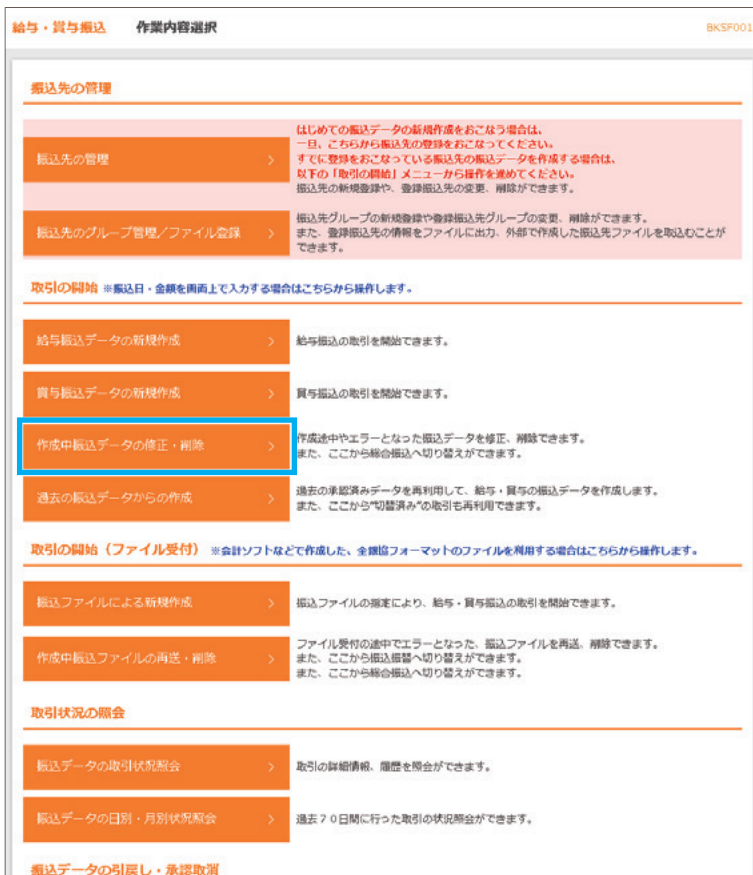 給与・賞与振込 作業内容選択 BKSF001
振込先の管理
振込先の管理
はじめての振込データの新規作成をおこなう場合は、
一旦、こちらから振込先の登録をおこなってください。
すでに登録をおこなっている振込先の振込データを作成する場合は、
以下の「取引の開始」メニューから操作を進めてください。
振込先の新規登録や、登録振込先の変更、削除ができます。
振込先のグループ管理/ファイル登録
振込先グループの新規登録や登録振込先グループの変更、削除ができます。
また、登録振込先の情報をファイルに出力、外部で作成した振込先ファイルを取込むことが
できます。
取引の開始 ※振込日・金額を画面上で入力する場合はこちらから操作します。
給与振込データの新規作成
給与振込の取引を開始できます。
賞与振込データの新規作成
賞与振込の取引を開始できます。
作成中振込データの修正・削除
作成途中やエラーとなった振込データを修正、削除できます。
また、ここから総合振込へ切り替えができます。
過去の振込データからの作成
過去の承認済みデータを再利用して、給与・賞与の振込データを作成します。
また、ここから"切替済み"の取引も再利用できます。
取引の開始(ファイル受付) ※会計ソフトなどで作成した、全銀協フォーマットのファイルを利用する場合はこちらから操作します。
振込ファイルによる新規作成
振込ファイルの指定により、給与・賞与振込の取引を開始できます。
作成中振込ファイルの再送・削除
ファイル受付の途中でエラーとなった、振込ファイルを再送、削除できます。
また、ここから振込振替へ切り替えができます。
また、ここから総合振込へ切り替えができます。
取引状況の照会
振込データの取引状況照会
取引の詳細情報、履歴を照会ができます。
振込データの日別・月別状況照会
過去70日間に行った取引の状況照会ができます。
振込データの引戻し・承認取消